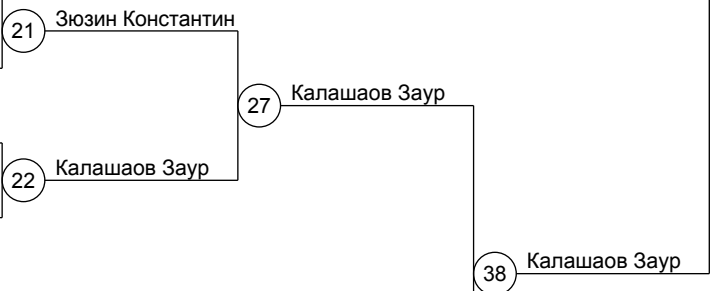 21 Зюзин Константин
27 Калашаов Заур
22 Калашаов Заур
38 Калашаов Заур